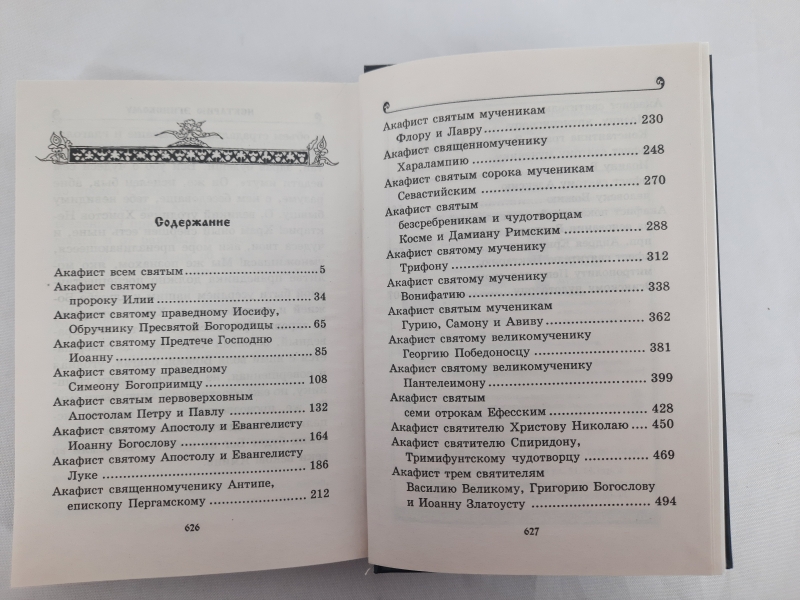 Содержание
Акафист всем святым 5
Акафист святому
пророку Илии 34
Акафист святому праведному Иосифу,
Обручнику Пресвятой Богородицы 65
Акафист святому Предтече Господню
Иоанну 85
Акафист святому праведному
Симеону Богоприимцу 108
Акафист святым первоверховным
Апостолам Петру и Павлу 132
Акафист святому Апостолу и Евангелисту
Иоанну Богослову 164
Акафист святому Апостолу и Евангелисту
Луке 186
Акафист священномученику Антипе,
епископу Пергамскому 212
626
Акафист святым мученикам
Флору и Лавру 230
Акафист священномученику
Харалампию 248
Акафист святым сорока мученикам
Севастийским 270
Акафист святым
безсребреникам и чудотворцам
Косме и Дамиану Римским 288
Акафист святому мученику
Трифону 312
Акафист святому мученику
Вонифатию 338
Акафист святым мученикам
Гурию, Самону и Авиву 362
Акафист святому великомученику
Георгию Победоносцу 381
Акафист святому великомученику
Пантелеимону 399
Акафист святым
семи отрокам Ефесским 428
Акафист святителю Христову Николаю 450
Акафист святителю Спиридону,
Тримифунтскому чудотворцу 469
Акафист трем святителям
Василию Великому, Григорию Богослову
и Иоанну Златоусту 494
627